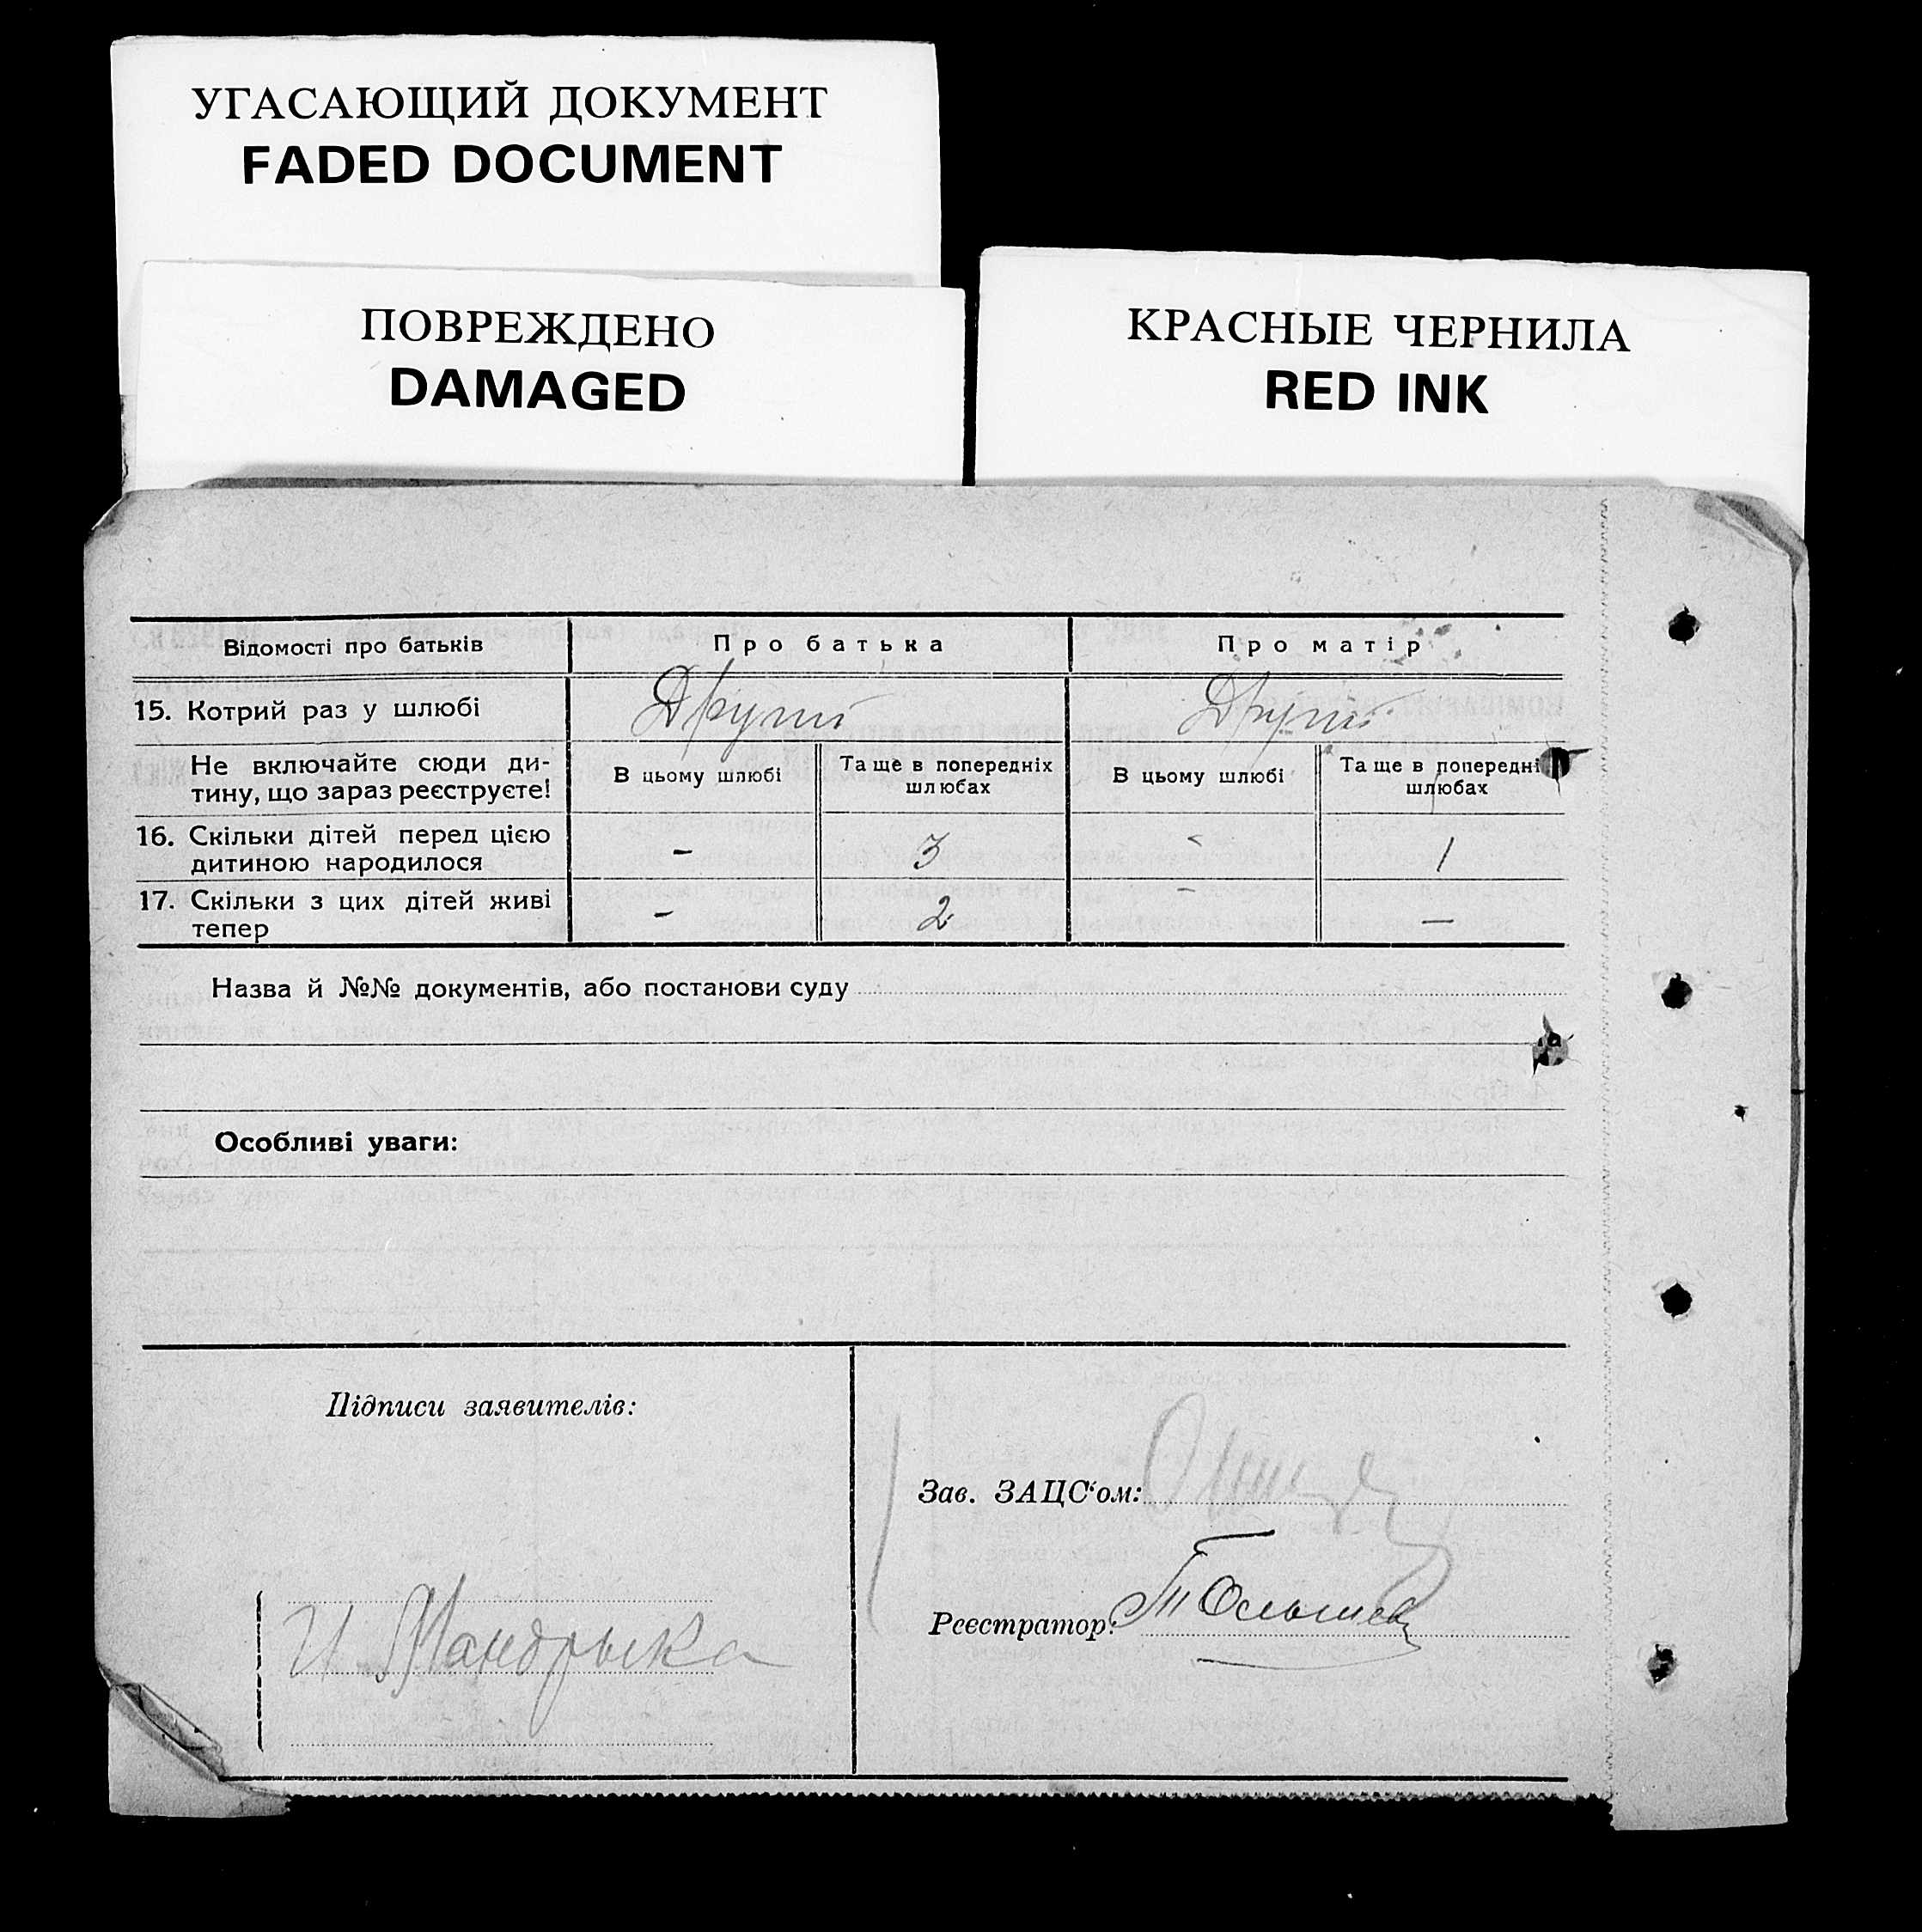 УГАСАЮЩИЙ ДОКУМЕНТ
FADED DOCUMENT
ПОВРЕЖДЕНО
DAMAGED
КРАСНЫЕ ЧЕРНИЛА
RED INK
Відомості про батьків Про батька Про матір
15. Котрий раз у шлюбі Другий Другий
Не включайте сюди ди-
тину, що зараз реєструєте!
В цьому шлюбі
Та ще в попередніх
шлюбах
В цьому шлюбі
Та ще в попередні
шлюбах
16. Скільки дітей перед цією
дитиною народилося
- 3 - 1
17. Скільки з цих дітей живі
тепер
- 2 - —
Назва й №№ документів, або постанови суду
Особливі уваги:
Підписи заявителів:
И. Мандрыка
Зав. ЗАЦС‘ом:
Реєстратор: